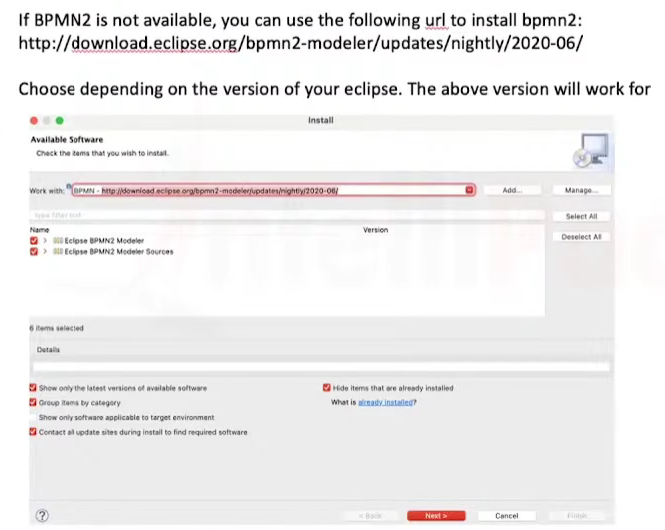 If BPMN2 is not available, you can use the following url to install bpmn2:
http://download.eclipse.org/bpmn2-modeler/updates/nightly/2020-06/
Choose depending on the version of your eclipse. The above version will work for
Install
Available Software
Check the items that you wish to install.
Work with: BPMN - http://download.eclipse.org/bpmn2-modeler/updates/nightly/2020-06/ Add... Manage...
type filter text Select All
Name Version Deselect All
Eclipse BPMN2 Modeler
Eclipse BPMN2 Modeler Sources
6 items selected
Details
Show only the latest versions of available software Hide items that are already installed
Group items by category What is already installed?
Show only software applicable to target environment
Contact all update sites during install to find required software
? < Back Next > Cancel Finish